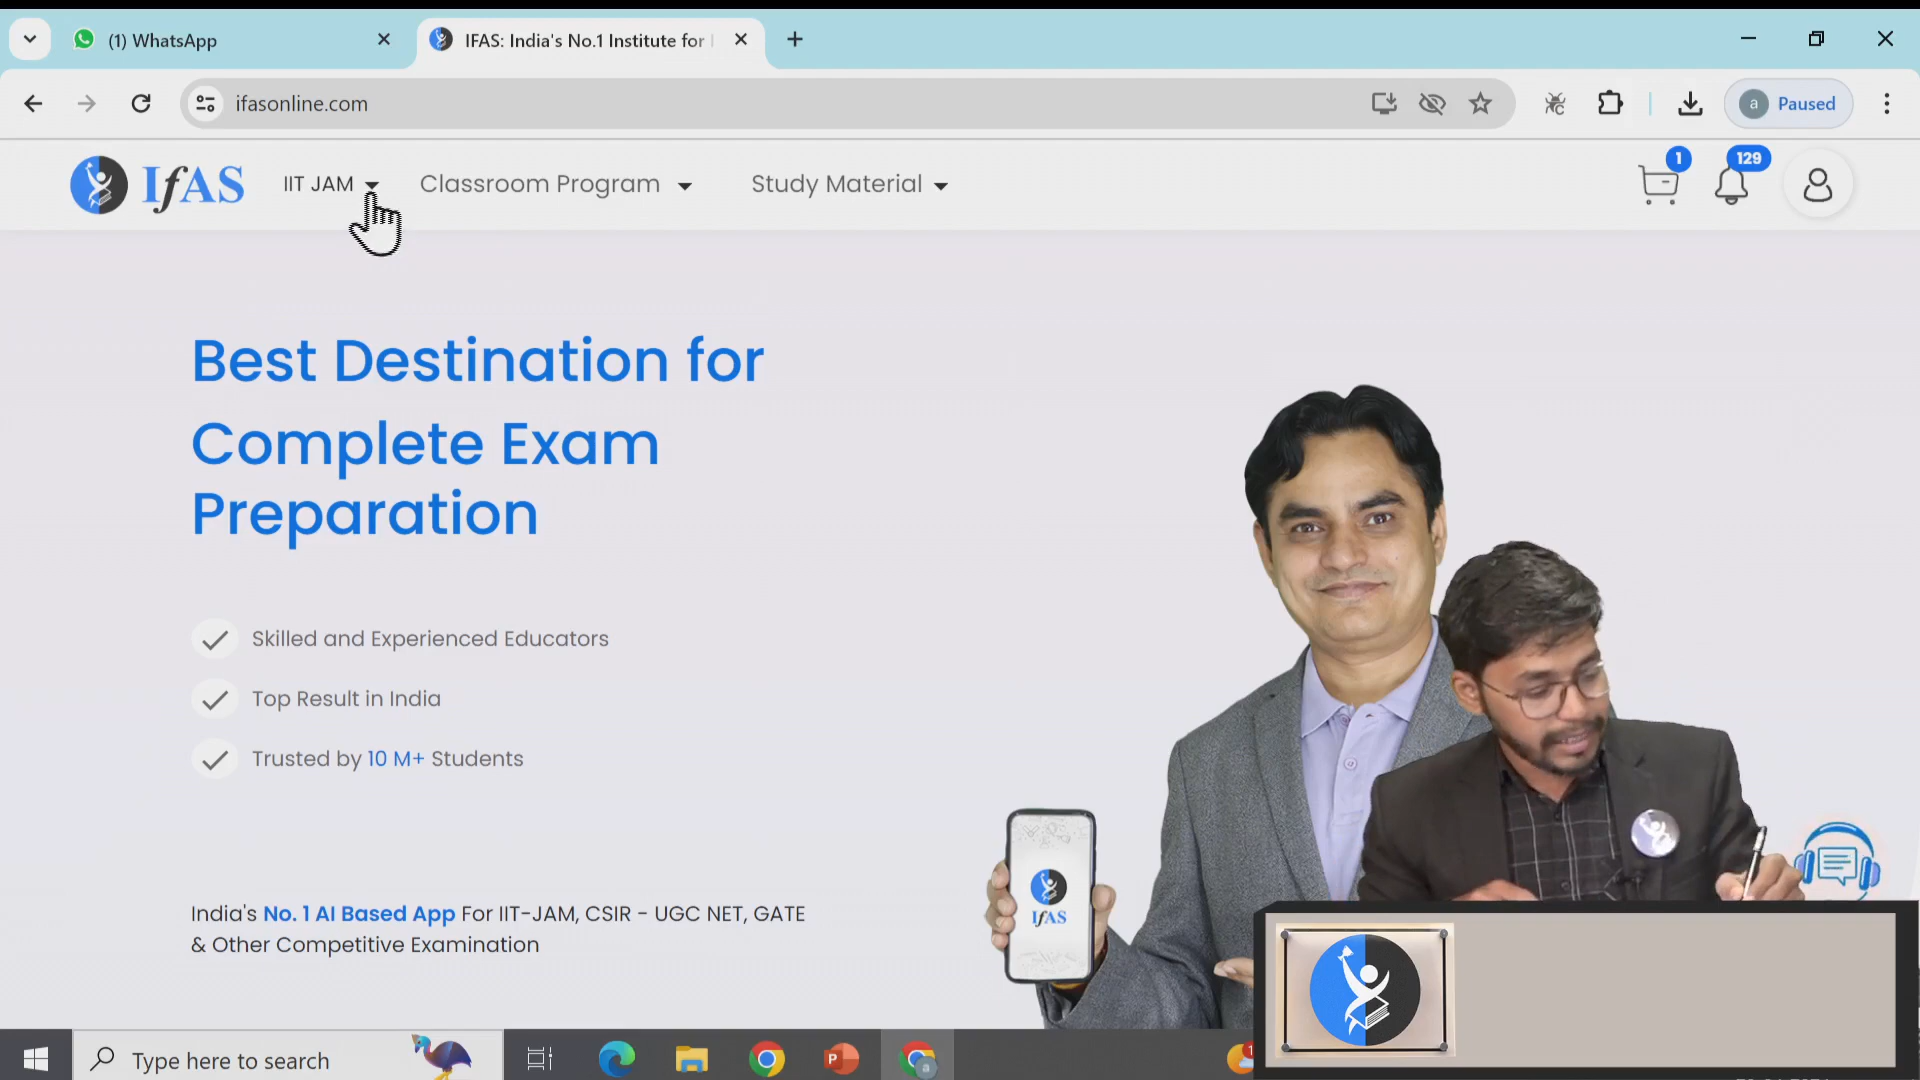 (1) WhatsApp
IFAS: India's No.1 Institute for
ifasonline.com
a
Paused
IfAS
IIT JAM
Classroom Program
Study Material
1
129
Best Destination for
Complete Exam
Preparation
Skilled and Experienced Educators
Top Result in India
Trusted by 10 M+ Students
India's No. 1 AI Based App For IIT-JAM, CSIR - UGC NET, GATE
& Other Competitive Examination
IfAS
Type here to search
a
1